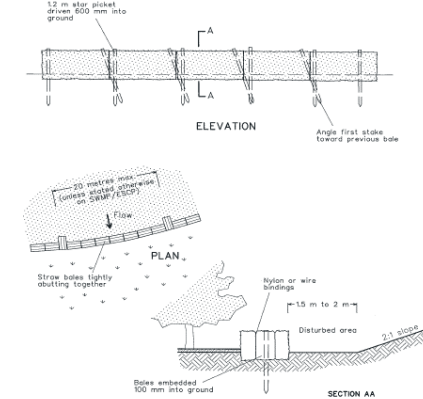 1.2 m star picket
driven 600 mm into
ground
A
A
ELEVATION
Angle first stake
toward previous bale
20 metres max.
(unless stated otherwise
on SWMP/ESCP)
Flow
PLAN
Straw bales tightly
abutting together
Nylon or wire
bindings
1.5 m to 2 m
Disturbed area
2:1 slope
Bales embedded
100 mm into ground
SECTION AA